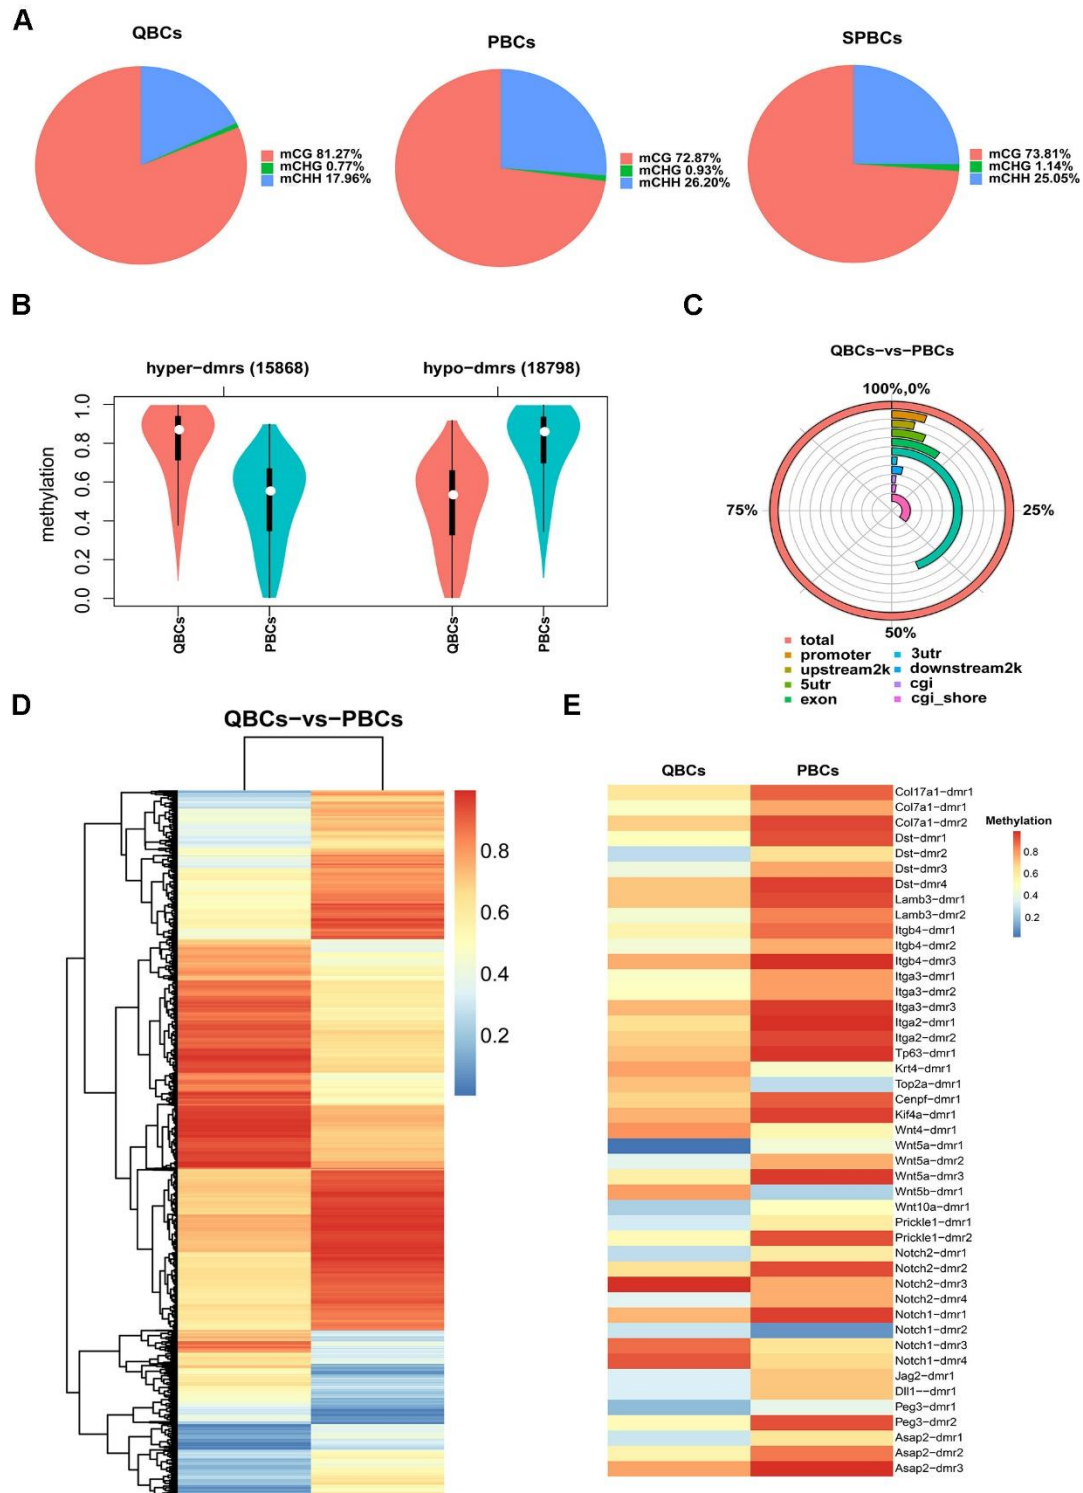 A
QBCs
PBCs
SPBCs
mCG 81.27%
mCHG 0.77%
mCHH 17.96%
mCG 72.87%
mCHG 0.93%
mCHH 26.20%
mCG 73.81%
mCHG 1.14%
mCHH 25.05%
B
hyper-dmrs (15868)
hypo-dmrs (18798)
methylation
1.0
0.8
0.6
0.4
0.2
0.0
QBCs
PBCs
QBCs
PBCs
C
QBCs-vs-PBCs
100%,0%
75%
25%
50%
total
promoter
upstream2k
5utr
exon
3utr
downstream2k
cgi
cgi_shore
D
QBCs-vs-PBCs
0.8
0.6
0.4
0.2
E
QBCs
PBCs
Col17a1-dmr1
Col7a1-dmr1
Col7a1-dmr2
Dst-dmr1
Dst-dmr2
Dst-dmr3
Dst-dmr4
Lamb3-dmr1
Lamb3-dmr2
Itgb4-dmr1
Itgb4-dmr2
Itgb4-dmr3
Itga3-dmr1
Itga3-dmr2
Itga3-dmr3
Itga2-dmr1
Itga2-dmr2
Tp63-dmr1
Krt4-dmr1
Top2a-dmr1
Cenpf-dmr1
Kif4a-dmr1
Wnt4-dmr1
Wnt5a-dmr1
Wnt5a-dmr2
Wnt5a-dmr3
Wnt5b-dmr1
Wnt10a-dmr1
Prickle1-dmr1
Prickle1-dmr2
Notch2-dmr1
Notch2-dmr2
Notch2-dmr3
Notch2-dmr4
Notch1-dmr1
Notch1-dmr2
Notch1-dmr3
Notch1-dmr4
Jag2-dmr1
Dll1--dmr1
Peg3-dmr1
Peg3-dmr2
Asap2-dmr1
Asap2-dmr2
Asap2-dmr3
Methylation
0.8
0.6
0.4
0.2